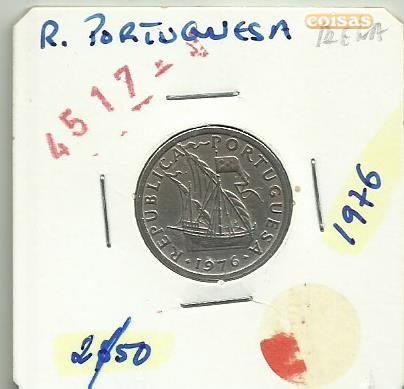 coisas
R. PORTUGUESA
4517
REPUBLICA PORTUGUESA
· 1976 ·
1976
2$50